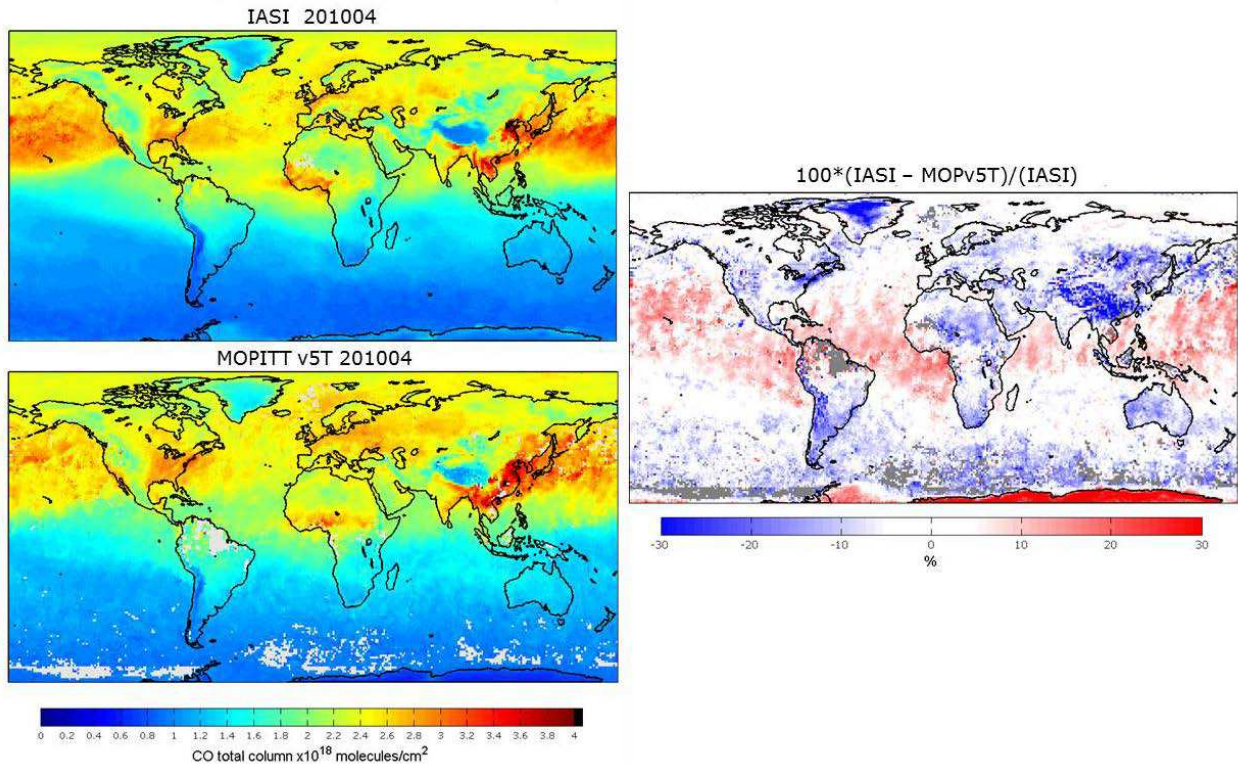 IASI 201004
MOPITT v5T 201004
0 0.2 0.4 0.6 0.8 1 1.2 1.4 1.6 1.8 2 2.2 2.4 2.6 2.8 3 3.2 3.4 3.6 3.8 4
CO total column x10¹⁸ molecules/cm²
100*(IASI – MOPv5T)/(IASI)
-30 -20 -10 0 10 20 30
%